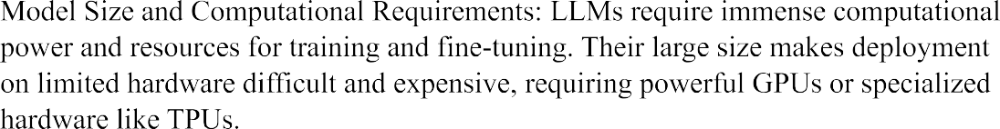 Model Size and Computational Requirements: LLMs require immense computational
power and resources for training and fine-tuning. Their large size makes deployment
on limited hardware difficult and expensive, requiring powerful GPUs or specialized
hardware like TPUs.